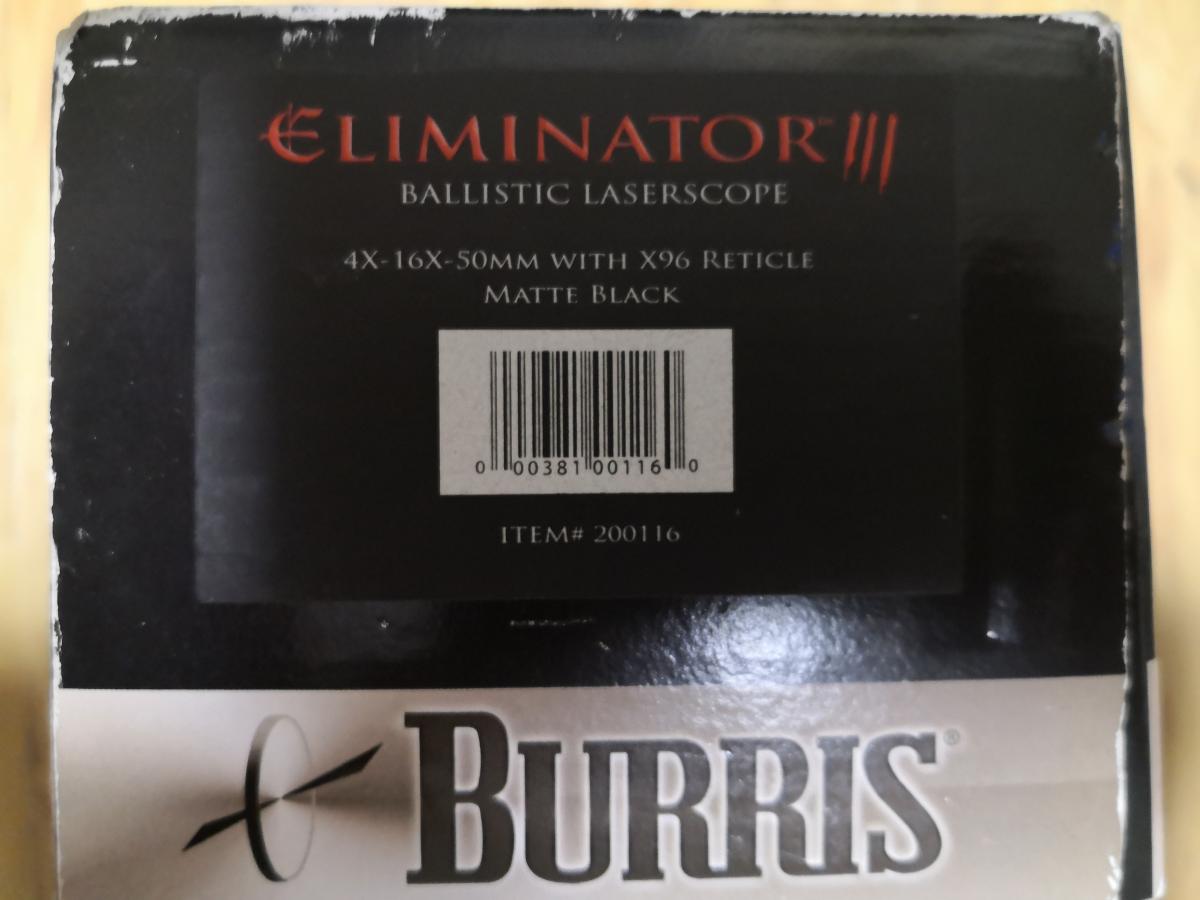 ELIMINATOR™ III
BALLISTIC LASERSCOPE
4X-16X-50MM WITH X96 RETICLE
MATTE BLACK
0 00381 00116 0
ITEM# 200116
BURRIS®